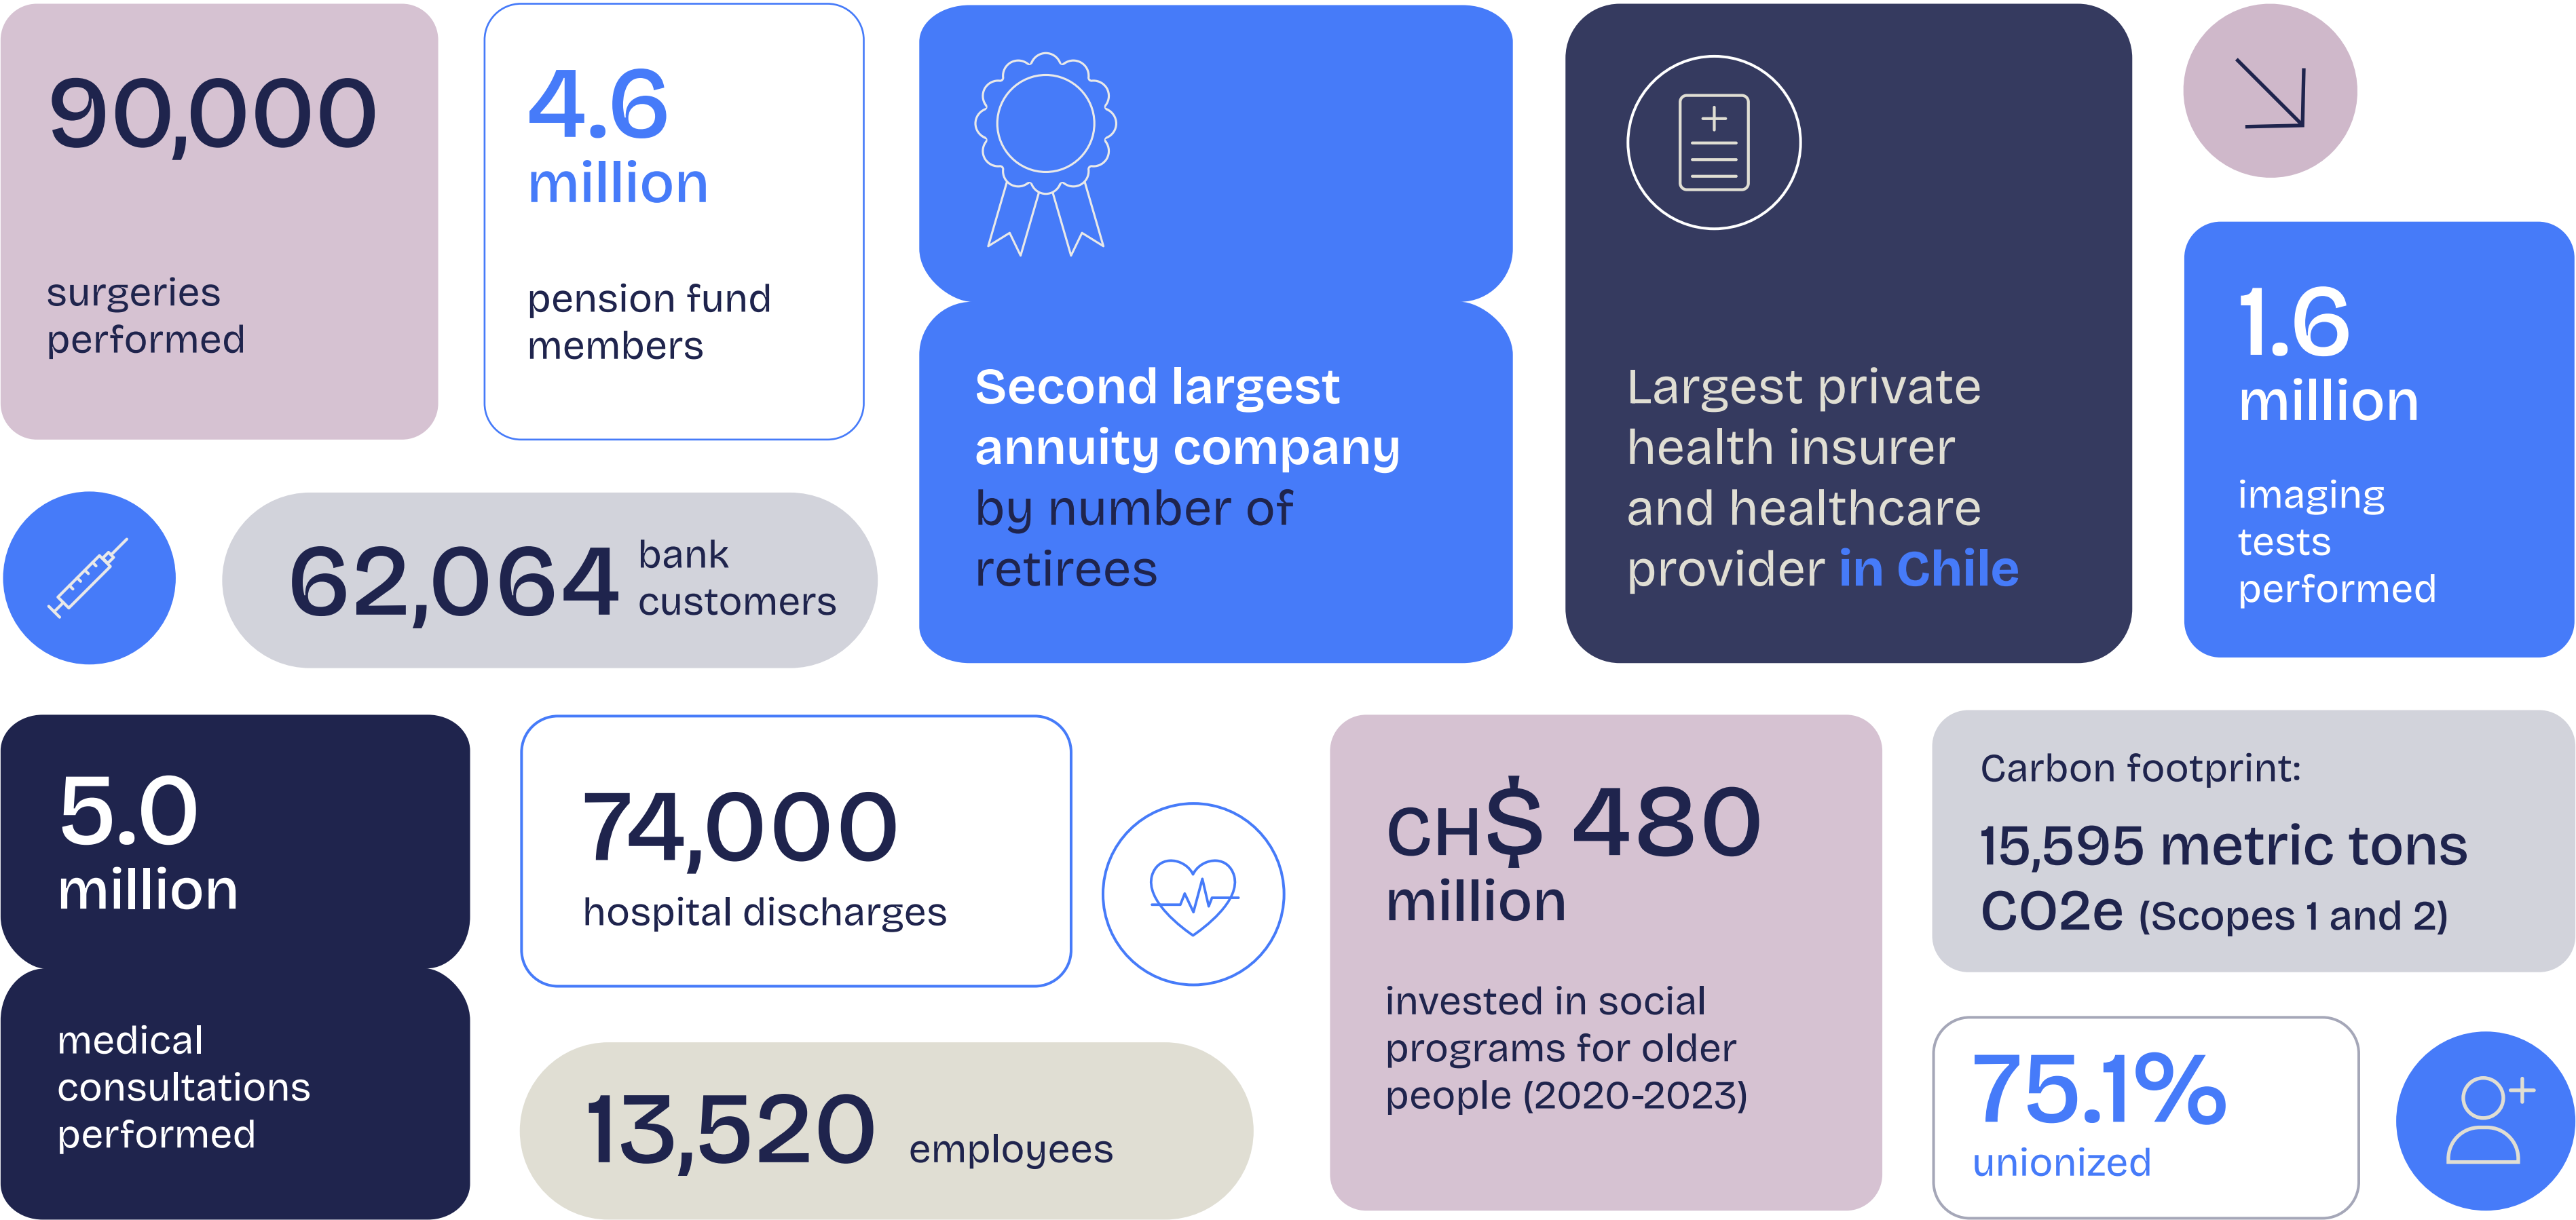 90,000
surgeries
performed
4.6
million
pension fund
members
Second largest
annuity company
by number of
retirees
Largest private
health insurer
and healthcare
provider in Chile
1.6
million
imaging
tests
performed
62,064
bank
customers
5.0
million
medical
consultations
performed
74,000
hospital discharges
13,520 employees
CH$ 480
million
invested in social
programs for older
people (2020-2023)
Carbon footprint:
15,595 metric tons
CO2e (Scopes 1 and 2)
75.1%
unionized